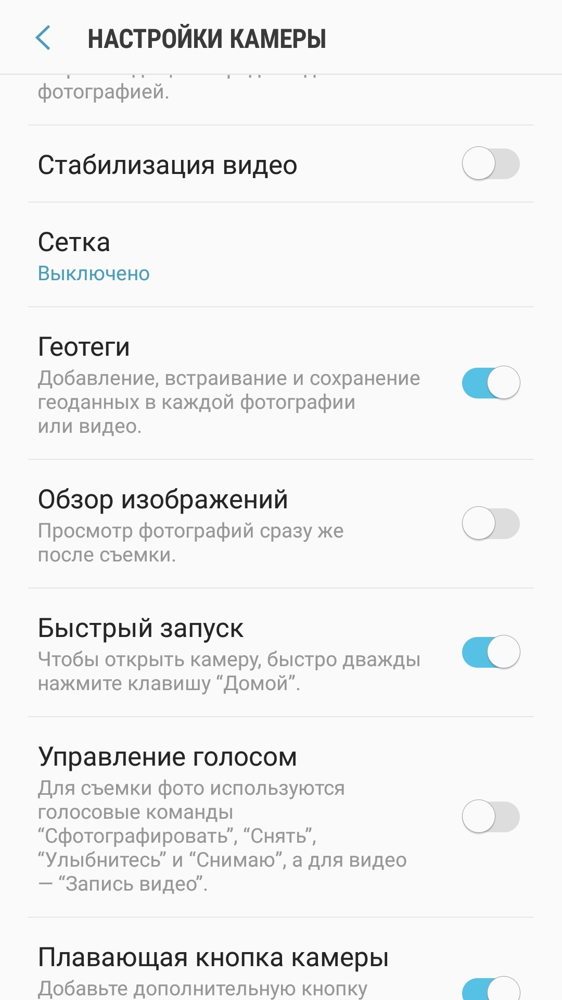 НАСТРОЙКИ КАМЕРЫ
фотографией.
Стабилизация видео
Сетка
Выключено
Геотеги
Добавление, встраивание и сохранение
геоданных в каждой фотографии
или видео.
Обзор изображений
Просмотр фотографий сразу же
после съемки.
Быстрый запуск
Чтобы открыть камеру, быстро дважды
нажмите клавишу “Домой”.
Управление голосом
Для съемки фото используются
голосовые команды
“Сфотографировать”, “Снять”,
“Улыбнитесь” и “Снимаю”, а для видео
— “Запись видео”.
Плавающая кнопка камеры
Добавьте дополнительную кнопку